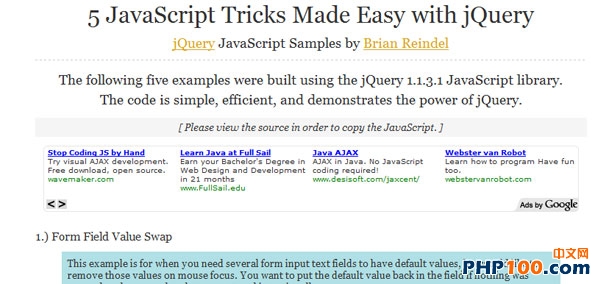 5 JavaScript Tricks Made Easy with jQuery
jQuery JavaScript Samples by Brian Reindel
The following five examples were built using the jQuery 1.1.3.1 JavaScript library.
The code is simple, efficient, and demonstrates the power of jQuery.
[ Please view the source in order to copy the JavaScript. ]
Stop Coding JS by Hand
Try visual AJAX development.
Free download, open source.
wavemaker.com
Learn Java at Full Sail
Earn your Bachelor's Degree in
Web Design and Development
in 21 months
www.FullSail.edu
Java AJAX
AJAX in Java. No JavaScript
coding required!
www.desisoft.com/jaxcent/
Webster van Robot
Learn how to program Have fun
too.
webstervanrobot.com
< >
Ads by Google
1.) Form Field Value Swap
This example is for when you need several form input text fields to have default values,
remove those values on mouse focus. You want to put the default value back in the field if nothing was
PHP100.com
中文网